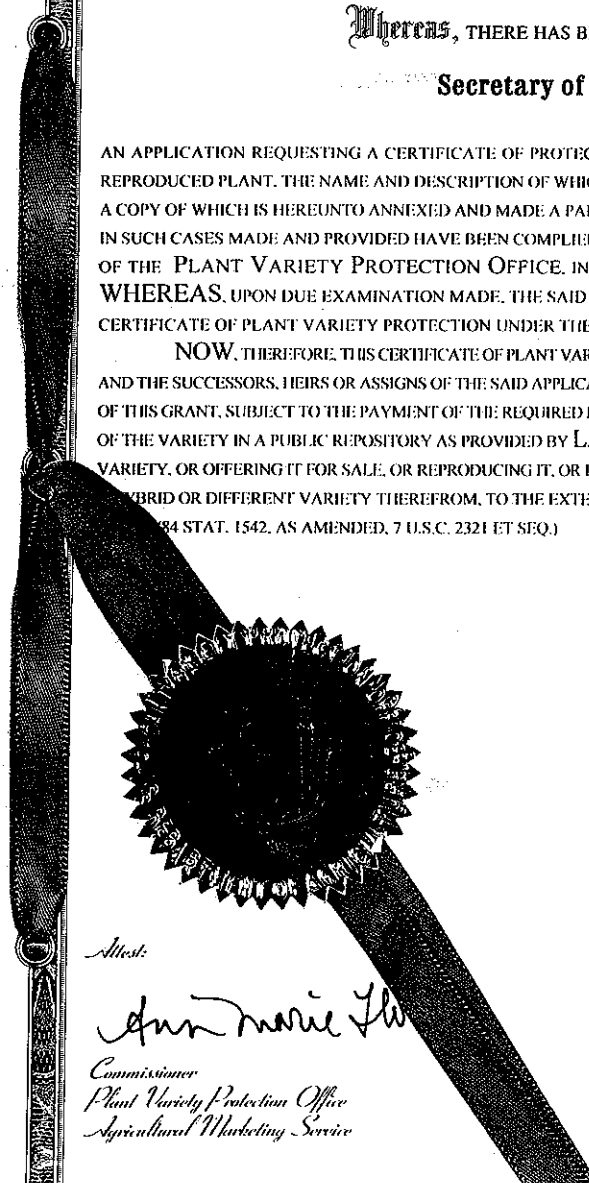 Whereas, THERE HAS B
Secretary of
AN APPLICATION REQUESTING A CERTIFICATE OF PROTEC
REPRODUCED PLANT. THE NAME AND DESCRIPTION OF WHIC
A COPY OF WHICH IS HEREUNTO ANNEXED AND MADE A PA
IN SUCH CASES MADE AND PROVIDED HAVE BEEN COMPLIE
OF THE PLANT VARIETY PROTECTION OFFICE. IN
WHEREAS, UPON DUE EXAMINATION MADE. THE SAID
CERTIFICATE OF PLANT VARIETY PROTECTION UNDER THE
NOW, THEREFORE, THIS CERTIFICATE OF PLANT VAR
AND THE SUCCESSORS, HEIRS OR ASSIGNS OF THE SAID APPLICA
OF THIS GRANT, SUBJECT TO THE PAYMENT OF THE REQUIRED
OF THE VARIETY IN A PUBLIC REPOSITORY AS PROVIDED BY L
VARIETY, OR OFFERING IT FOR SALE, OR REPRODUCING IT, OR
YBRID OR DIFFERENT VARIETY THEREFROM, TO THE EXTE
84 STAT. 1542, AS AMENDED, 7 U.S.C. 2321 ET SEQ.)
Attest:
Ann Marie
Commissioner
Plant Variety Protection Office
Agricultural Marketing Service